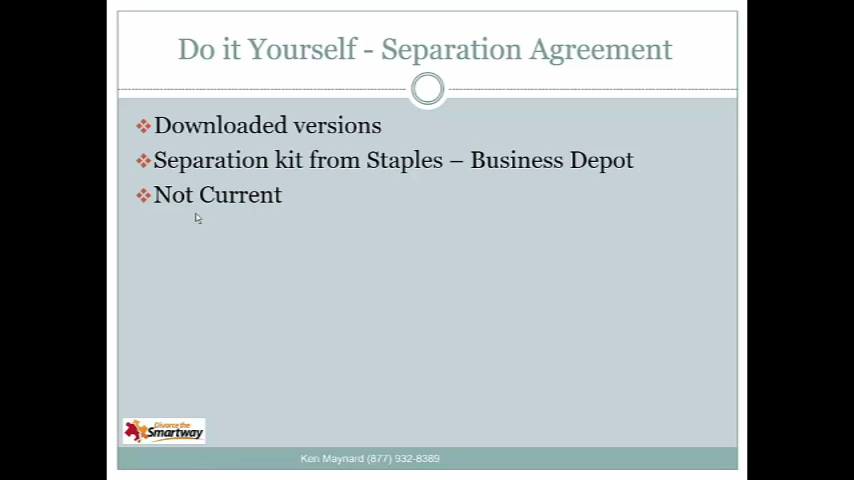 Do it Yourself - Separation Agreement
Downloaded versions
Separation kit from Staples – Business Depot
Not Current
Divorce the
Smartway
Ken Maynard (877) 932-8389